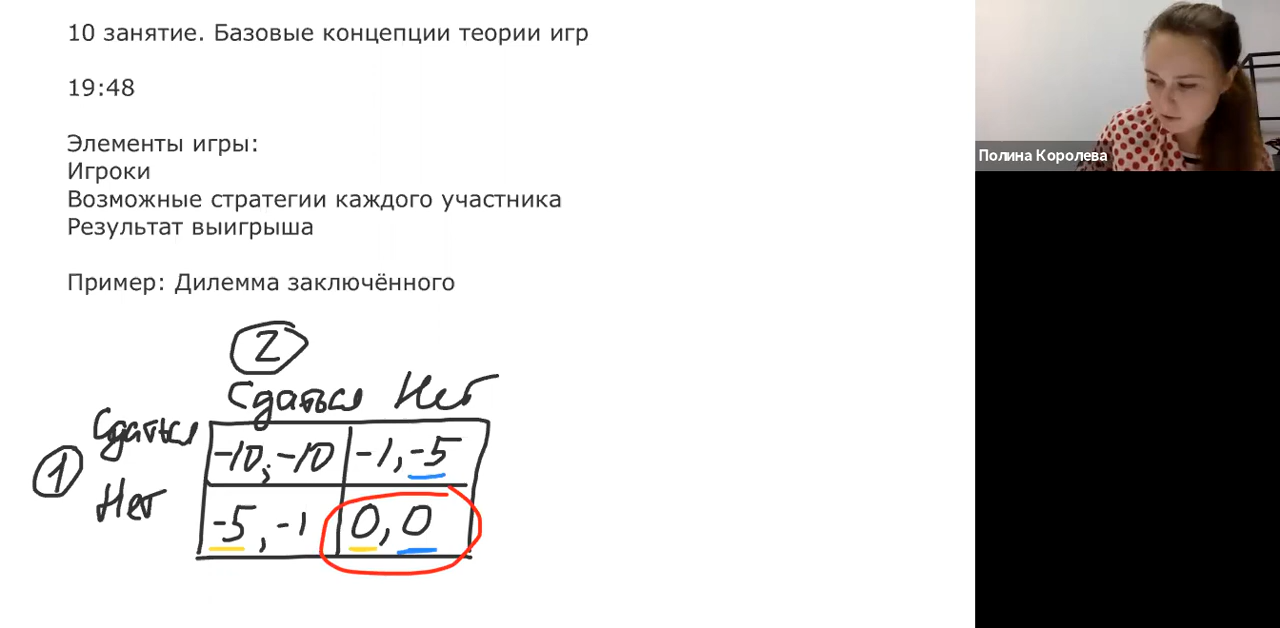 10 занятие. Базовые концепции теории игр
19:48
Элементы игры:
Игроки
Возможные стратегии каждого участника
Результат выигрыша
Пример: Дилемма заключённого
2
Сдаться Нет
Сдаться -10; -10 -1, -5
1
Нет -5, -1 0, 0
Полина Королева